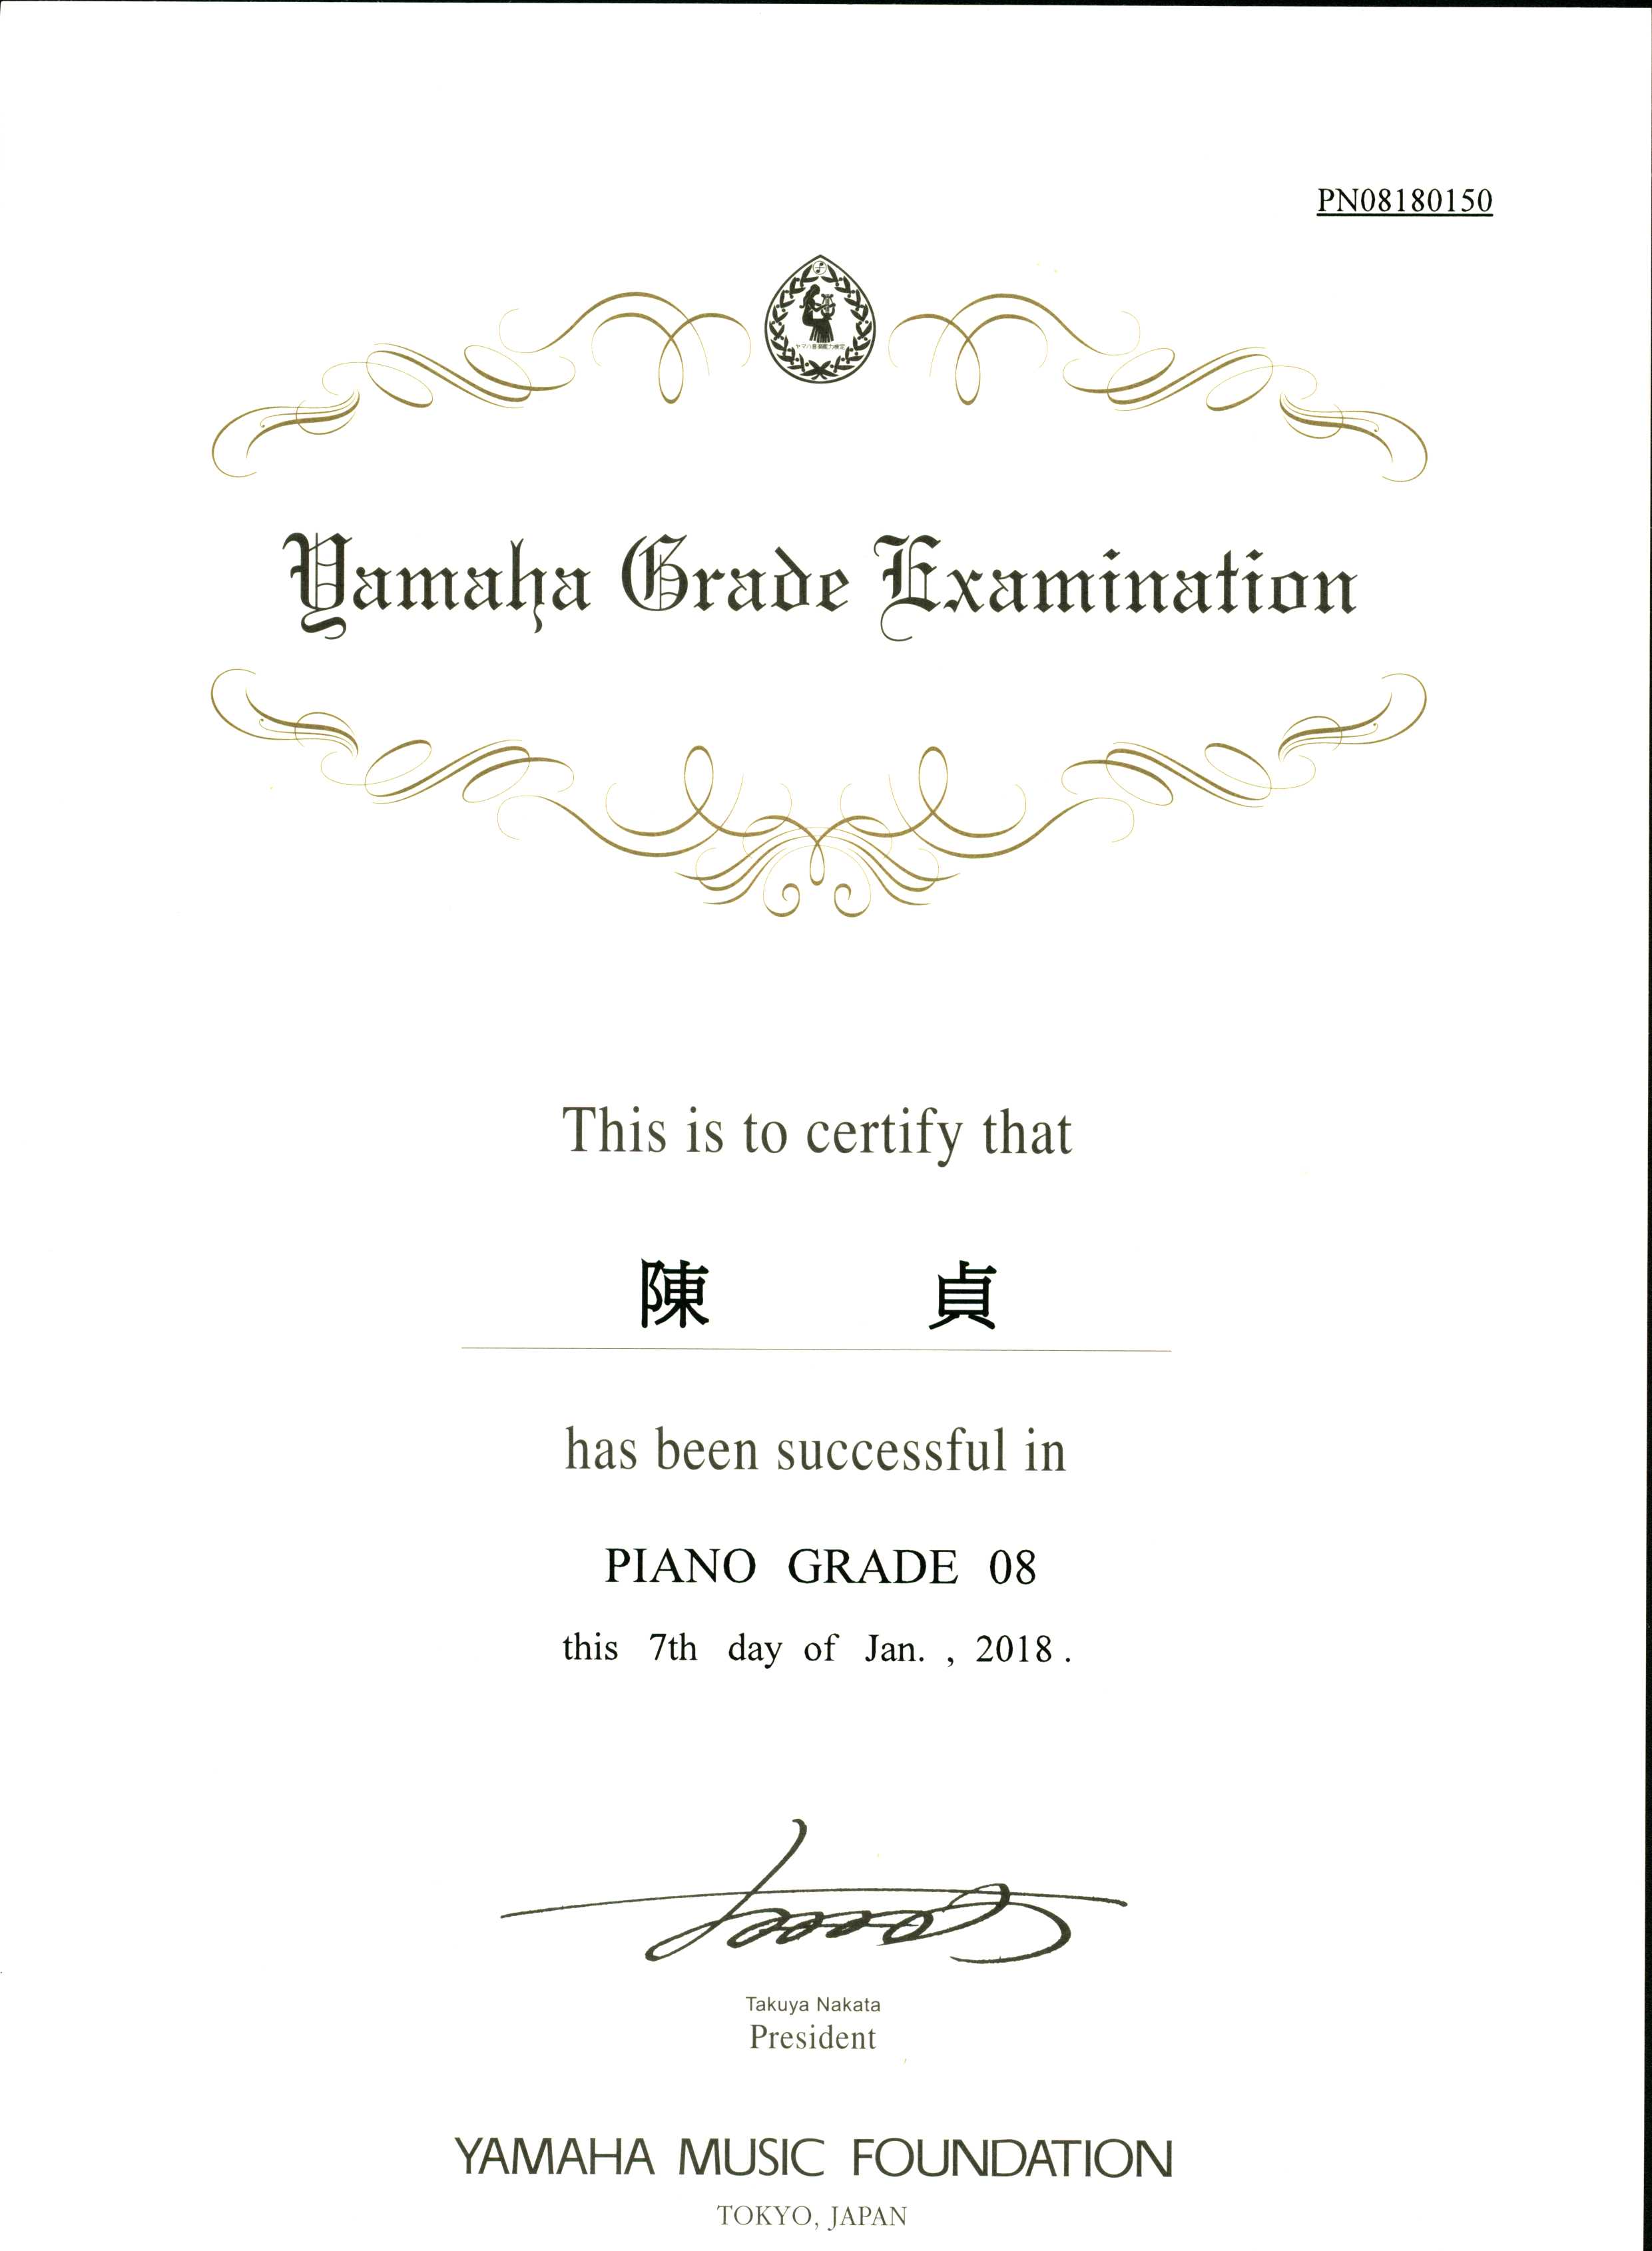 PN08180150
Yamaha Grade Examination
This is to certify that
陳 貞
has been successful in
PIANO GRADE 08
this 7th day of Jan. , 2018 .
Takuya Nakata
President
YAMAHA MUSIC FOUNDATION
TOKYO, JAPAN